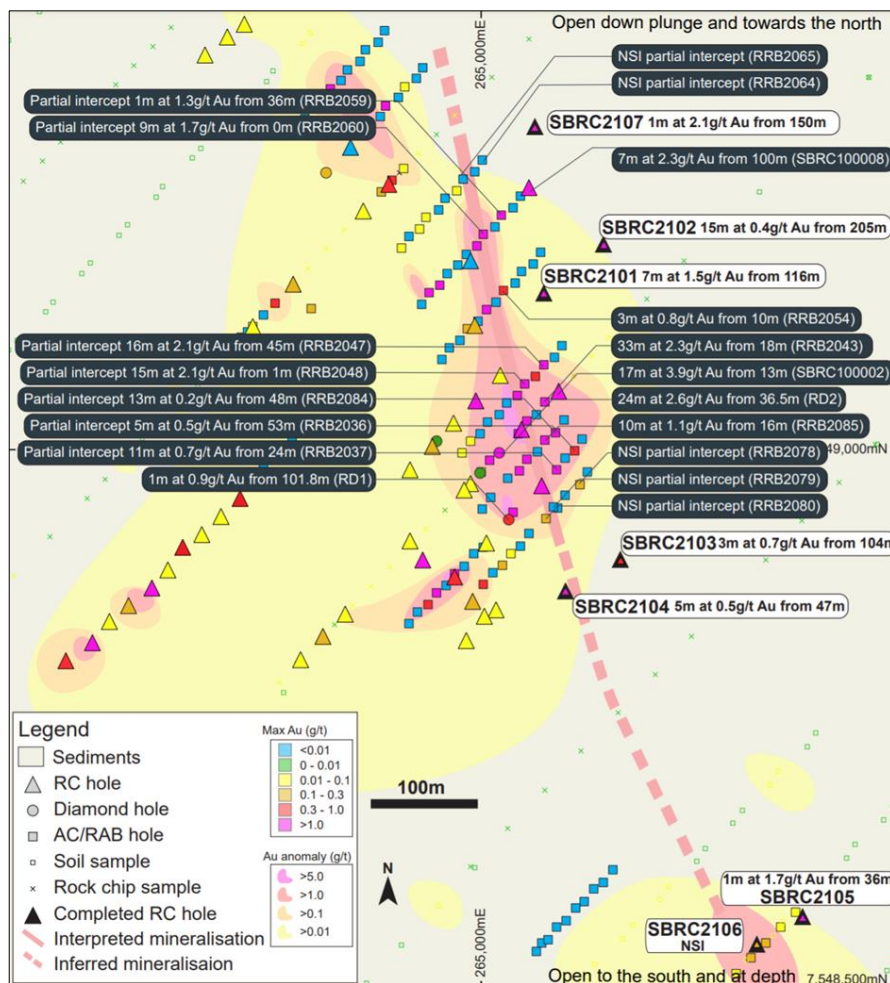 Open down plunge and towards the north
265,000mE
NSI partial intercept (RRB2065)
NSI partial intercept (RRB2064)
Partial intercept 1m at 1.3g/t Au from 36m (RRB2059)
Partial intercept 9m at 1.7g/t Au from 0m (RRB2060)
SBRC2107 1m at 2.1g/t Au from 150m
7m at 2.3g/t Au from 100m (SBRC100008)
SBRC2102 15m at 0.4g/t Au from 205m
SBRC2101 7m at 1.5g/t Au from 116m
3m at 0.8g/t Au from 10m (RRB2054)
Partial intercept 16m at 2.1g/t Au from 45m (RRB2047)
33m at 2.3g/t Au from 18m (RRB2043)
Partial intercept 15m at 2.1g/t Au from 1m (RRB2048)
17m at 3.9g/t Au from 13m (SBRC100002)
Partial intercept 13m at 0.2g/t Au from 48m (RRB2084)
24m at 2.6g/t Au from 36.5m (RD2)
Partial intercept 5m at 0.5g/t Au from 53m (RRB2036)
10m at 1.1g/t Au from 16m (RRB2085)
Partial intercept 11m at 0.7g/t Au from 24m (RRB2037)
NSI partial intercept (RRB2078)
49,000mN
1m at 0.9g/t Au from 101.8m (RD1)
NSI partial intercept (RRB2079)
NSI partial intercept (RRB2080)
SBRC2103 3m at 0.7g/t Au from 104m
SBRC2104 5m at 0.5g/t Au from 47m
Legend
Sediments
RC hole
Diamond hole
AC/RAB hole
Soil sample
Rock chip sample
Completed RC hole
Interpreted mineralisation
Inferred mineralisaion
Max Au (g/t)
<0.01
0 - 0.01
0.01 - 0.1
0.1 - 0.3
0.3 - 1.0
>1.0
Au anomaly (g/t)
>5.0
>1.0
>0.1
>0.01
100m
N
265,000mE
1m at 1.7g/t Au from 36m
SBRC2105
SBRC2106
NSI
Open to the south and at depth
7,548,500mN